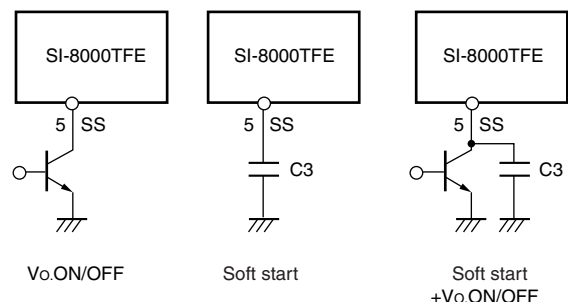 SI-8000TFE
5 SS
Vo.ON/OFF
SI-8000TFE
5 SS
C3
Soft start
SI-8000TFE
5 SS
C3
Soft start
+Vo.ON/OFF